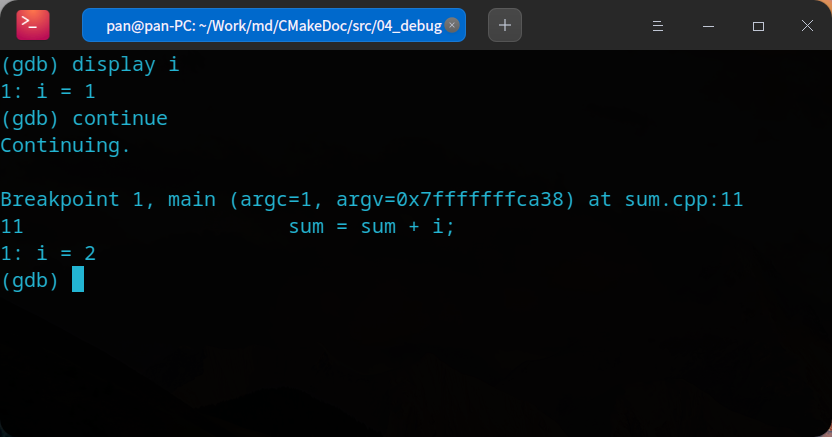 pan@pan-PC: ~/Work/md/CMakeDoc/src/04_debug
(gdb) display i
1: i = 1
(gdb) continue
Continuing.
Breakpoint 1, main (argc=1, argv=0x7fffffffca38) at sum.cpp:11
11                      sum = sum + i;
1: i = 2
(gdb)